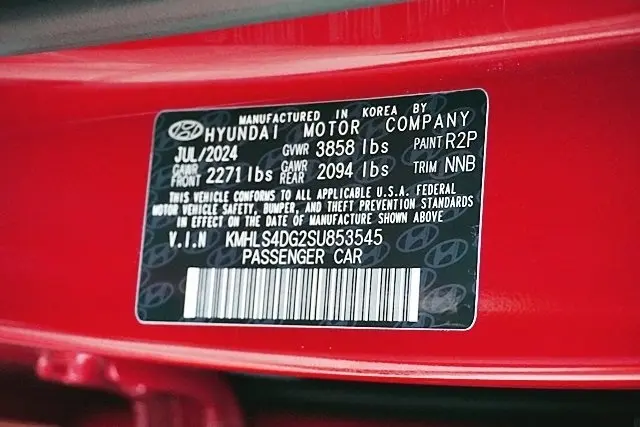 MANUFACTURED IN KOREA BY
HYUNDAI MOTOR COMPANY
JUL/2024 GVWR 3858 lbs PAINT R2P
GAWR FRONT 2271 lbs GAWR REAR 2094 lbs TRIM NNB
THIS VEHICLE CONFORMS TO ALL APPLICABLE U.S.A. FEDERAL
MOTOR VEHICLE SAFETY, BUMPER, AND THEFT PREVENTION STANDARDS
IN EFFECT ON THE DATE OF MANUFACTURE SHOWN ABOVE
V.I.N KMHLS4DG2SU853545
PASSENGER CAR